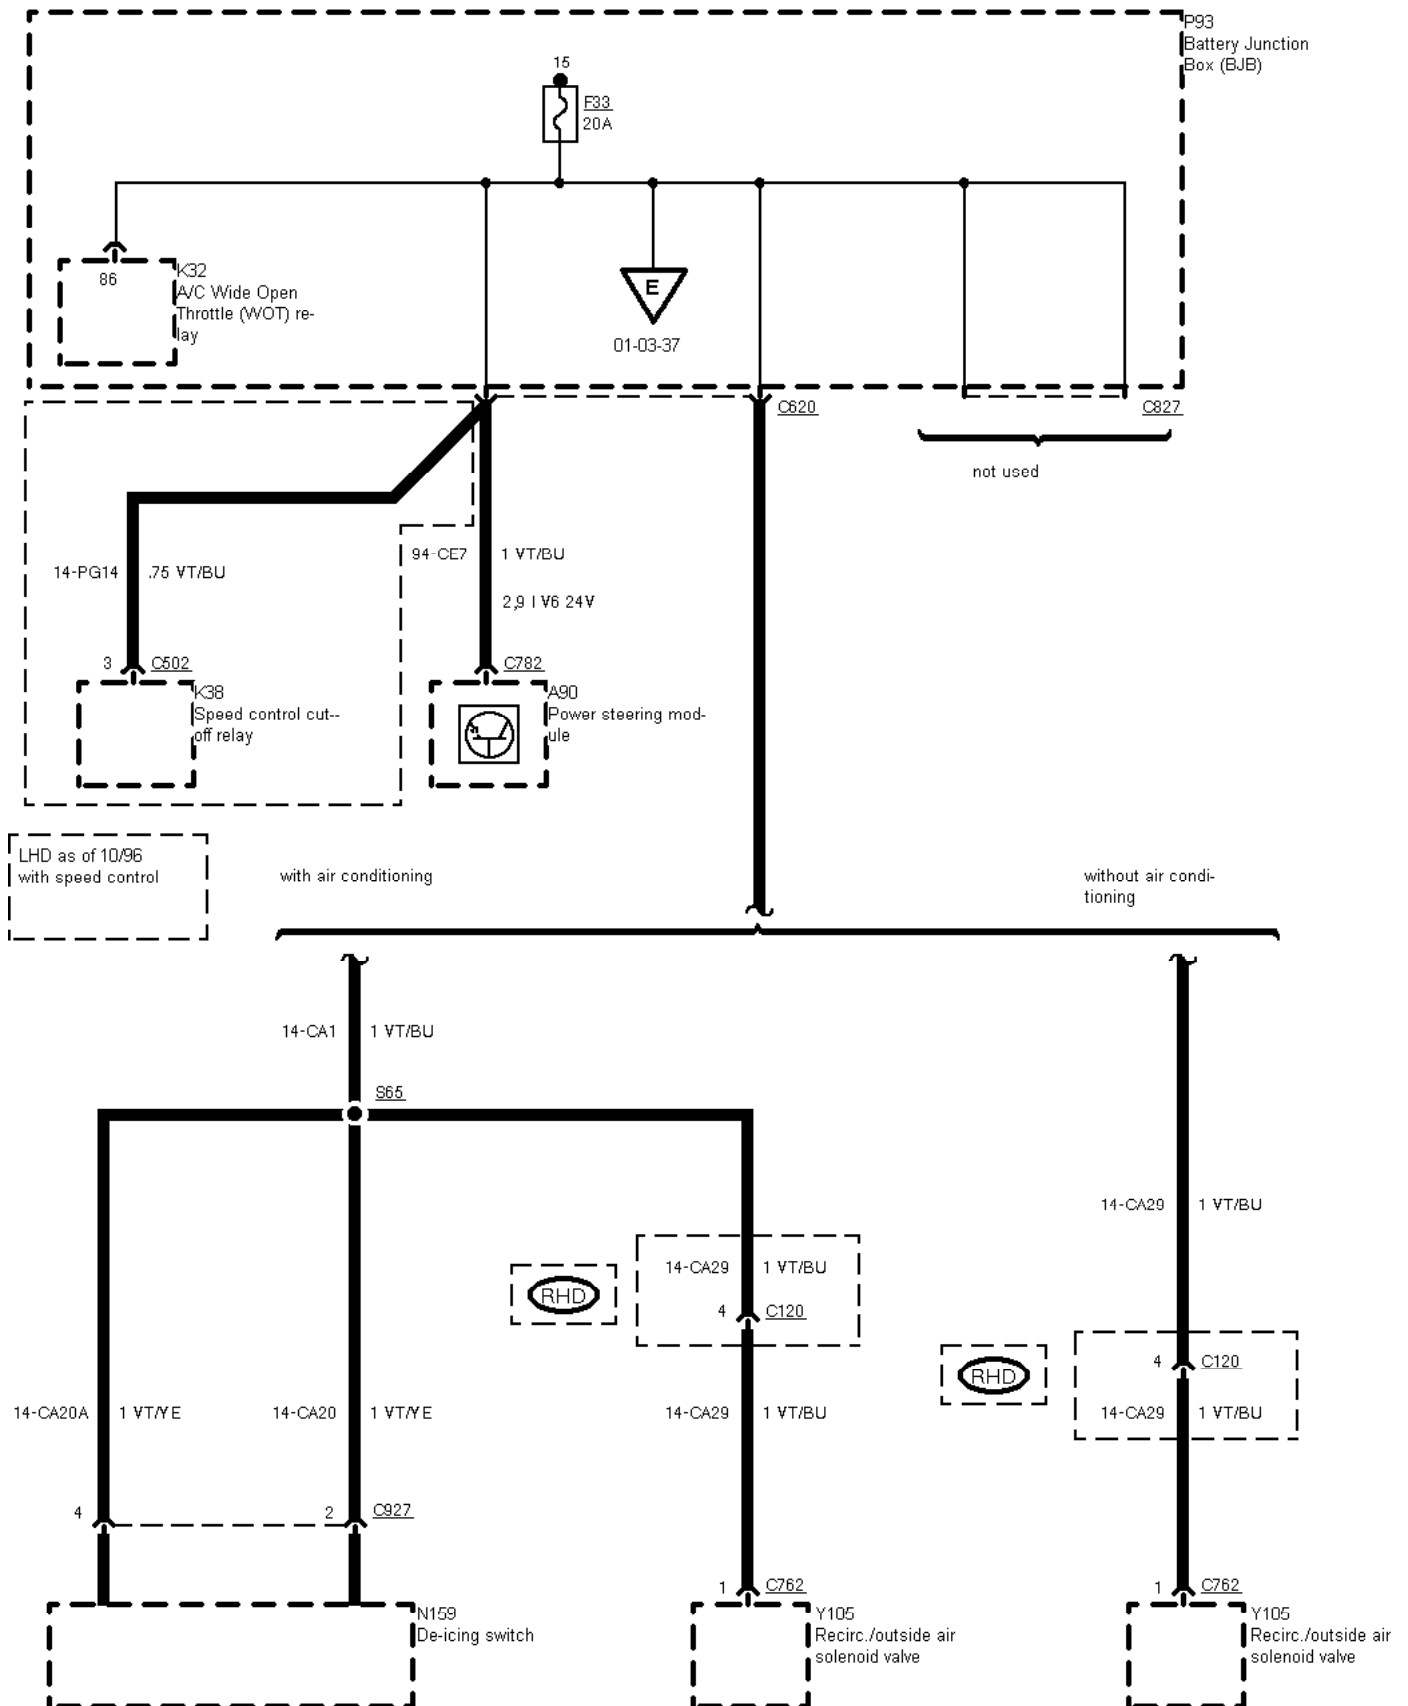 P93
Battery Junction
Box (BJB)
15
F33
20A
86
K32
A/C Wide Open
Throttle (WOT) re-
lay
E
01-03-37
C620
C827
not used
94-CE7
1 VT/BU
14-PG14
.75 VT/BU
2,9 l V6 24V
3
C502
C782
K38
Speed control cut--
off relay
A90
Power steering mod-
ule
LHD as of 10/96
with speed control
with air conditioning
without air condi-
tioning
14-CA1
1 VT/BU
S65
14-CA29
1 VT/BU
14-CA29
1 VT/BU
RHD
4
C120
4
C120
RHD
14-CA20A
1 VT/YE
14-CA20
1 VT/YE
14-CA29
1 VT/BU
14-CA29
1 VT/BU
4
2
C927
1
C762
1
C762
N159
De-icing switch
Y105
Recirc./outside air
solenoid valve
Y105
Recirc./outside air
solenoid valve